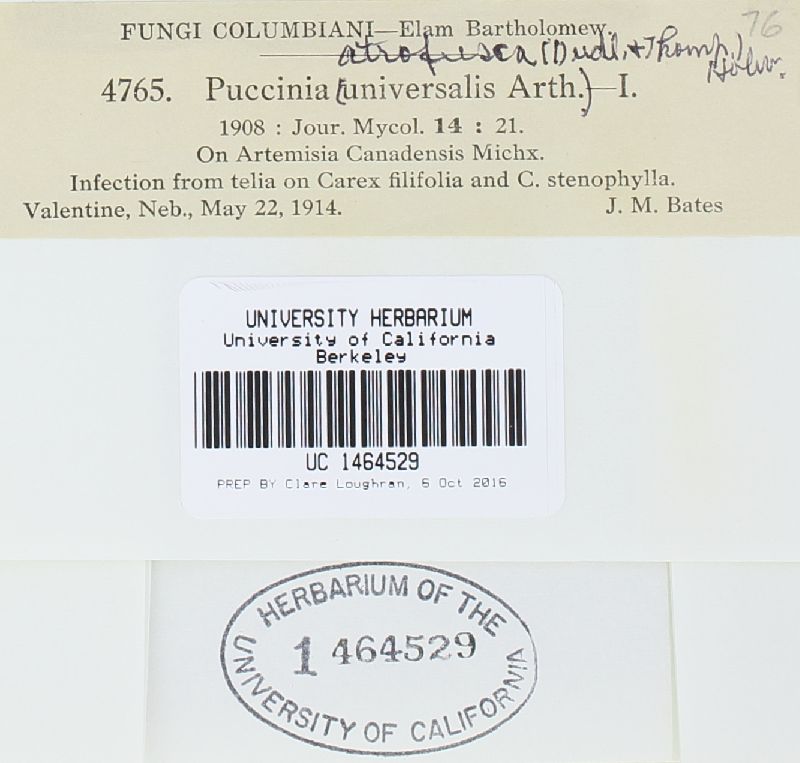 76
FUNGI COLUMBIANI—Elam Bartholomew.
atrofusca (Dudl. & Thomp.) Holw.
4765. Puccinia (universalis Arth.)—I.
1908 : Jour. Mycol. 14 : 21.
On Artemisia Canadensis Michx.
Infection from telia on Carex filifolia and C. stenophylla.
Valentine, Neb., May 22, 1914. J. M. Bates
UNIVERSITY HERBARIUM
University of California
Berkeley
UC 1464529
PREP BY Clare Loughran, 6 Oct 2016
HERBARIUM OF THE
1 464529
UNIVERSITY OF CALIFORNIA